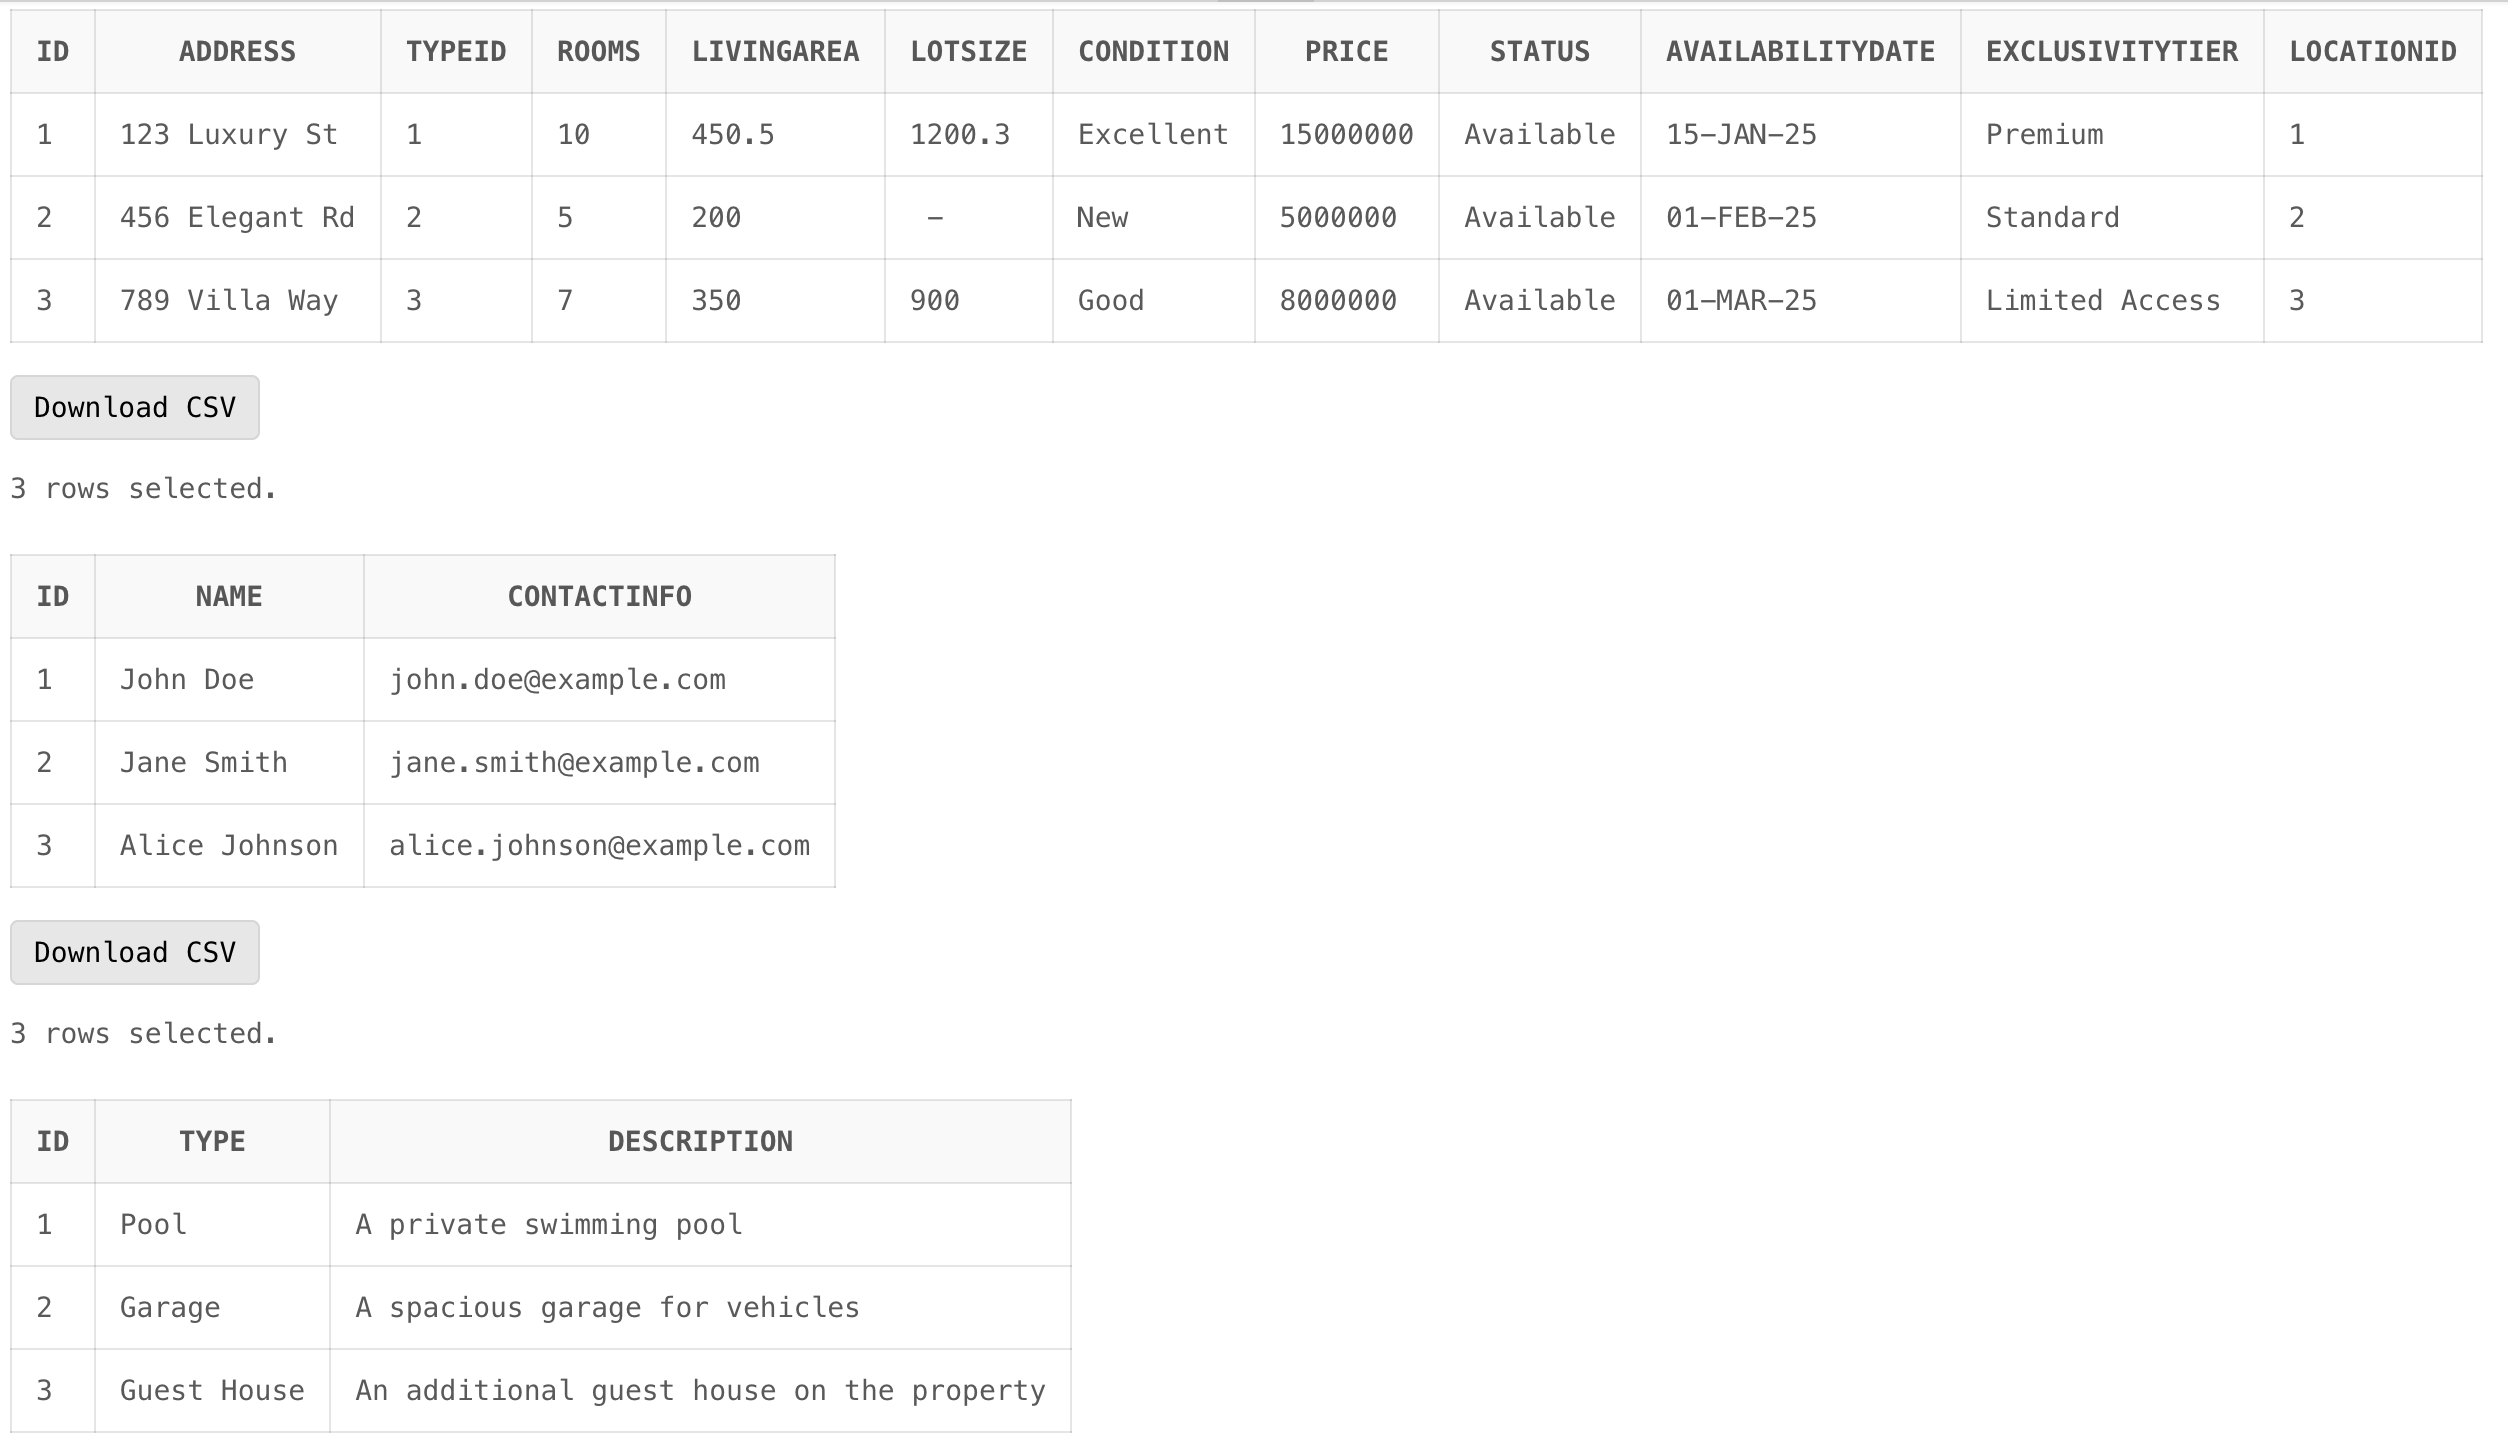 ID ADDRESS TYPEID ROOMS LIVINGAREA LOTSIZE CONDITION PRICE STATUS AVAILABILITYDATE EXCLUSIVITYTIER LOCATIONID
1 123 Luxury St 1 10 450.5 1200.3 Excellent 15000000 Available 15-JAN-25 Premium 1
2 456 Elegant Rd 2 5 200 - New 5000000 Available 01-FEB-25 Standard 2
3 789 Villa Way 3 7 350 900 Good 8000000 Available 01-MAR-25 Limited Access 3
Download CSV
3 rows selected.
ID NAME CONTACTINFO
1 John Doe john.doe@example.com
2 Jane Smith jane.smith@example.com
3 Alice Johnson alice.johnson@example.com
Download CSV
3 rows selected.
ID TYPE DESCRIPTION
1 Pool A private swimming pool
2 Garage A spacious garage for vehicles
3 Guest House An additional guest house on the property